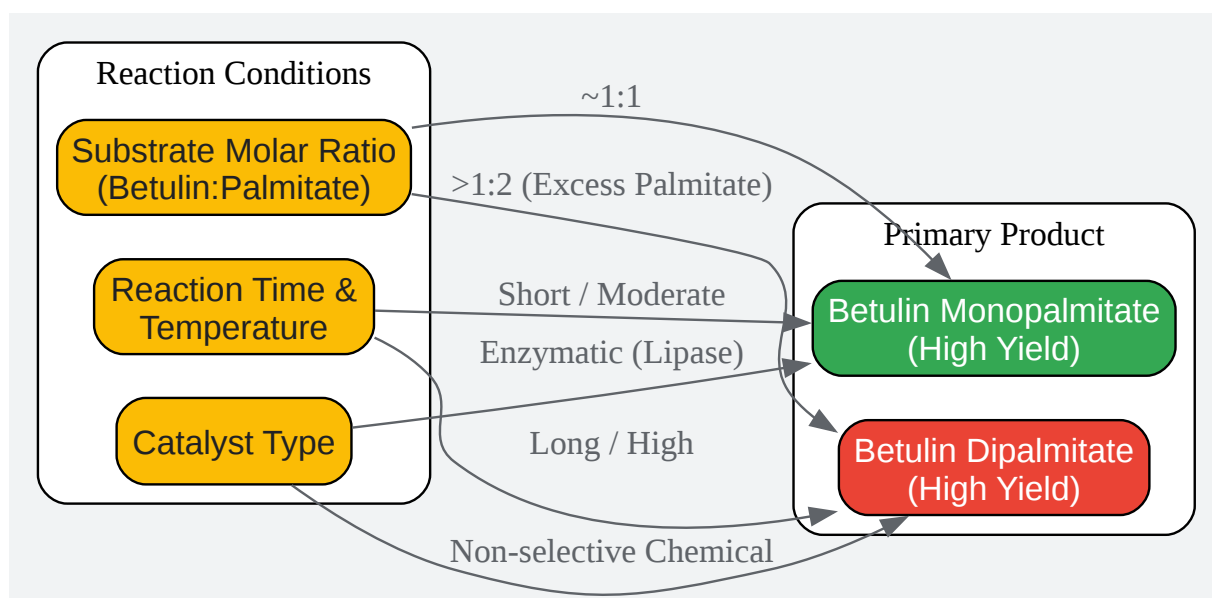 Reaction Conditions
Substrate Molar Ratio
(Betulin:Palmitate)
Reaction Time &
Temperature
Catalyst Type
~1:1
>1:2 (Excess Palmitate)
Short / Moderate
Enzymatic (Lipase)
Long / High
Non-selective Chemical
Primary Product
Betulin Monopalmitate
(High Yield)
Betulin Dipalmitate
(High Yield)